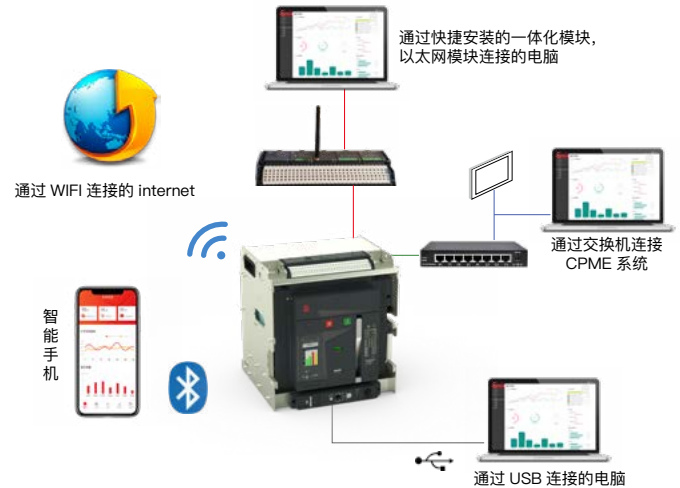 通过快捷安装的一体化模块,
以太网模块连接的电脑
通过 WIFI 连接的 internet
通过交换机连接
CPME 系统
智
能
手
机
通过 USB 连接的电脑